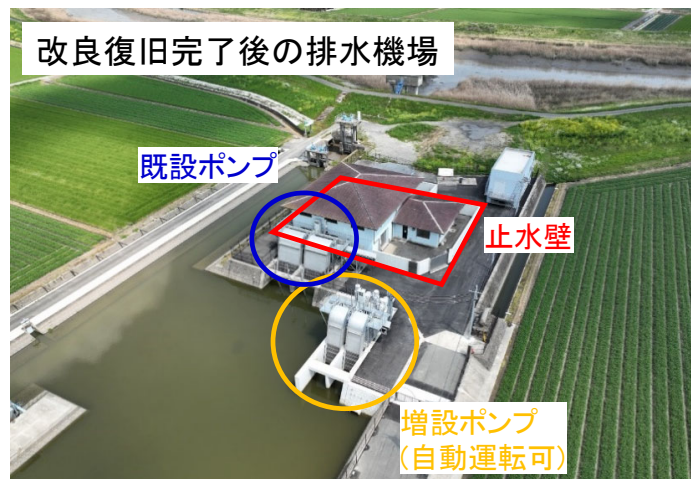 改良復旧完了後の排水機場
既設ポンプ
止水壁
増設ポンプ
(自動運転可)